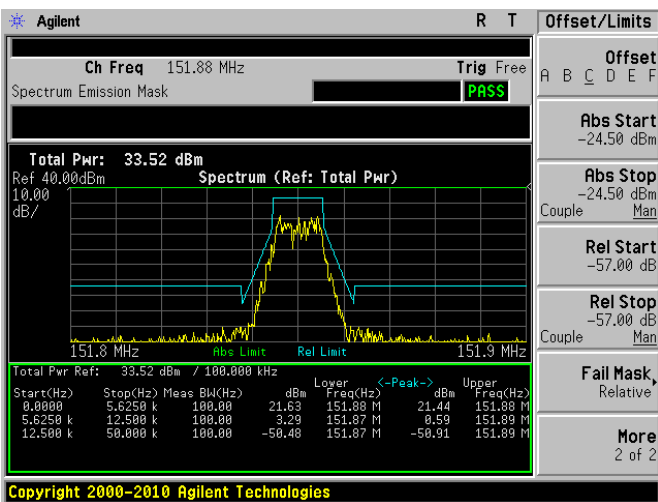 Agilent R T
Ch Freq 151.88 MHz Trig Free
Spectrum Emission Mask PASS
Total Pwr: 33.52 dBm
Ref 40.00dBm Spectrum (Ref: Total Pwr)
10.00
dB/
151.8 MHz Abs Limit Rel Limit 151.9 MHz
Total Pwr Ref: 33.52 dBm / 100.000 kHz
Lower <-Peak-> Upper
Start(Hz) Stop(Hz) Meas BW(Hz) dBm Freq(Hz) dBm Freq(Hz)
0.0000 5.6250 k 100.00 21.63 151.88 M 21.44 151.88 M
5.6250 k 12.500 k 100.00 3.29 151.87 M 0.59 151.89 M
12.500 k 50.000 k 100.00 -50.48 151.87 M -50.91 151.89 M
Copyright 2000-2010 Agilent Technologies
Offset/Limits
Offset
A B C D E F
Abs Start
-24.50 dBm
Abs Stop
-24.50 dBm
Couple Man
Rel Start
-57.00 dB
Rel Stop
-57.00 dB
Couple Man
Fail Mask
Relative
More
2 of 2